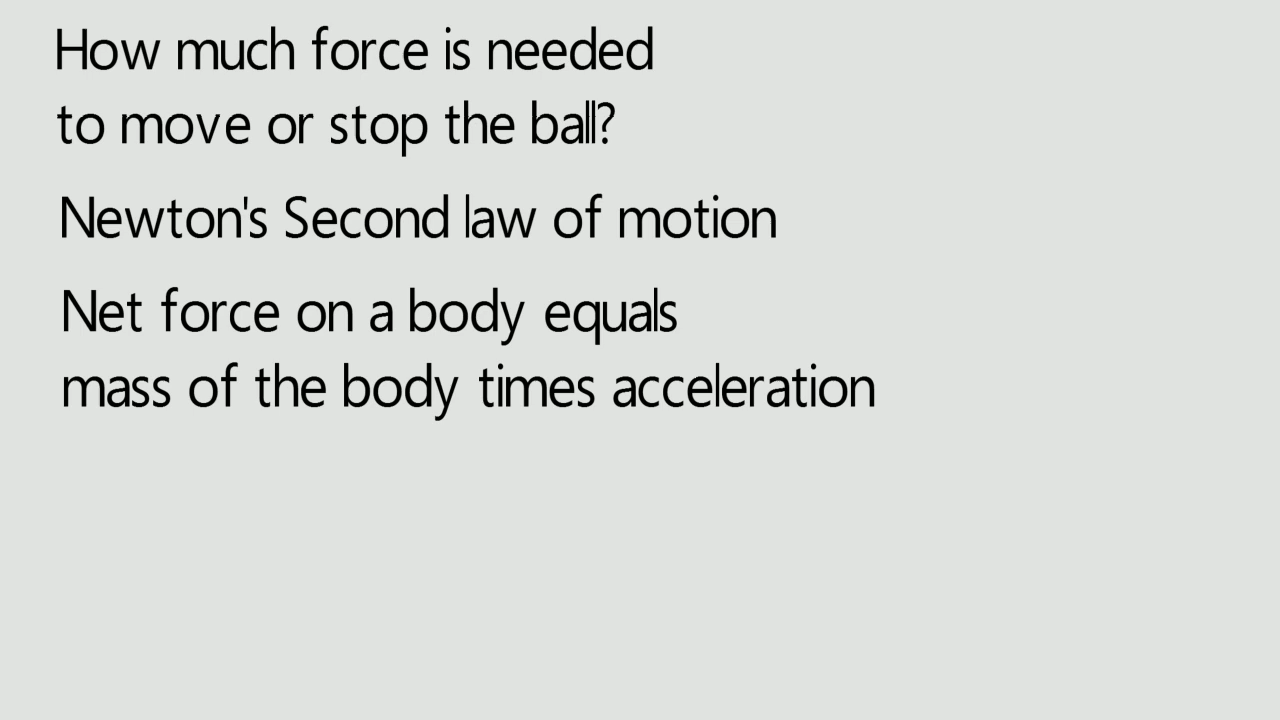 How much force is needed
to move or stop the ball?
Newton's Second law of motion
Net force on a body equals
mass of the body times acceleration